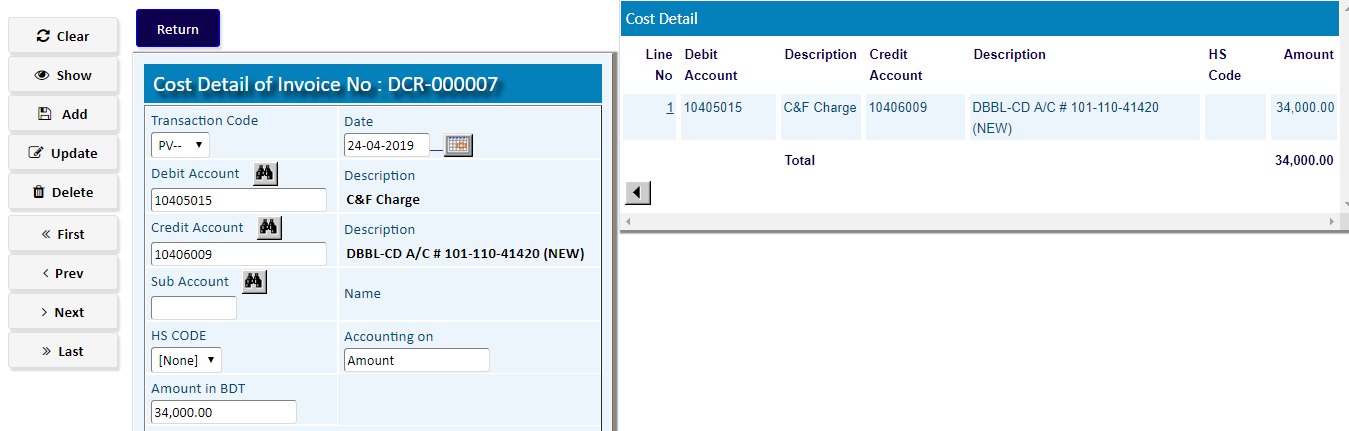 Clear
Show
Add
Update
Delete
« First
< Prev
> Next
» Last
Return
Cost Detail of Invoice No : DCR-000007
Transaction Code
Date
PV--
24-04-2019
Debit Account
Description
10405015
C&F Charge
Credit Account
Description
10406009
DBBL-CD A/C # 101-110-41420 (NEW)
Sub Account
Name
HS CODE
Accounting on
[None]
Amount
Amount in BDT
34,000.00
Cost Detail
Line No Debit Account Description Credit Account Description HS Code Amount
1 10405015 C&F Charge 10406009 DBBL-CD A/C # 101-110-41420 (NEW) 34,000.00
Total 34,000.00